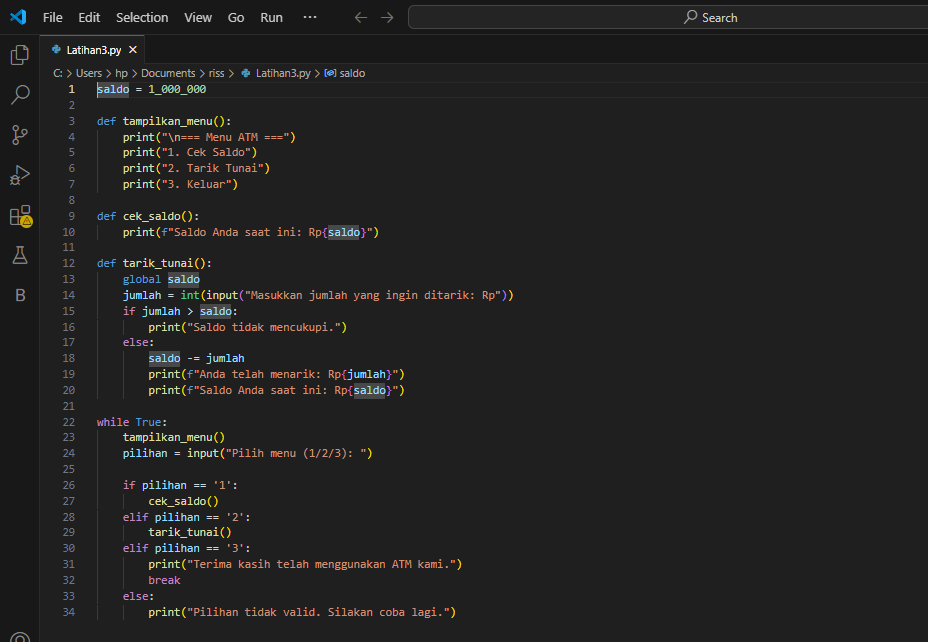 File Edit Selection View Go Run ··· ← → Search
Latihan3.py ×
C: > Users > hp > Documents > riss > Latihan3.py > saldo
1 saldo = 1_000_000
2
3 def tampilkan_menu():
4     print("\n=== Menu ATM ===")
5     print("1. Cek Saldo")
6     print("2. Tarik Tunai")
7     print("3. Keluar")
8
9 def cek_saldo():
10     print(f"Saldo Anda saat ini: Rp{saldo}")
11
12 def tarik_tunai():
13     global saldo
14     jumlah = int(input("Masukkan jumlah yang ingin ditarik: Rp"))
15     if jumlah > saldo:
16         print("Saldo tidak mencukupi.")
17     else:
18         saldo -= jumlah
19         print(f"Anda telah menarik: Rp{jumlah}")
20         print(f"Saldo Anda saat ini: Rp{saldo}")
21
22 while True:
23     tampilkan_menu()
24     pilihan = input("Pilih menu (1/2/3): ")
25
26     if pilihan == '1':
27         cek_saldo()
28     elif pilihan == '2':
29         tarik_tunai()
30     elif pilihan == '3':
31         print("Terima kasih telah menggunakan ATM kami.")
32         break
33     else:
34         print("Pilihan tidak valid. Silakan coba lagi.")
B